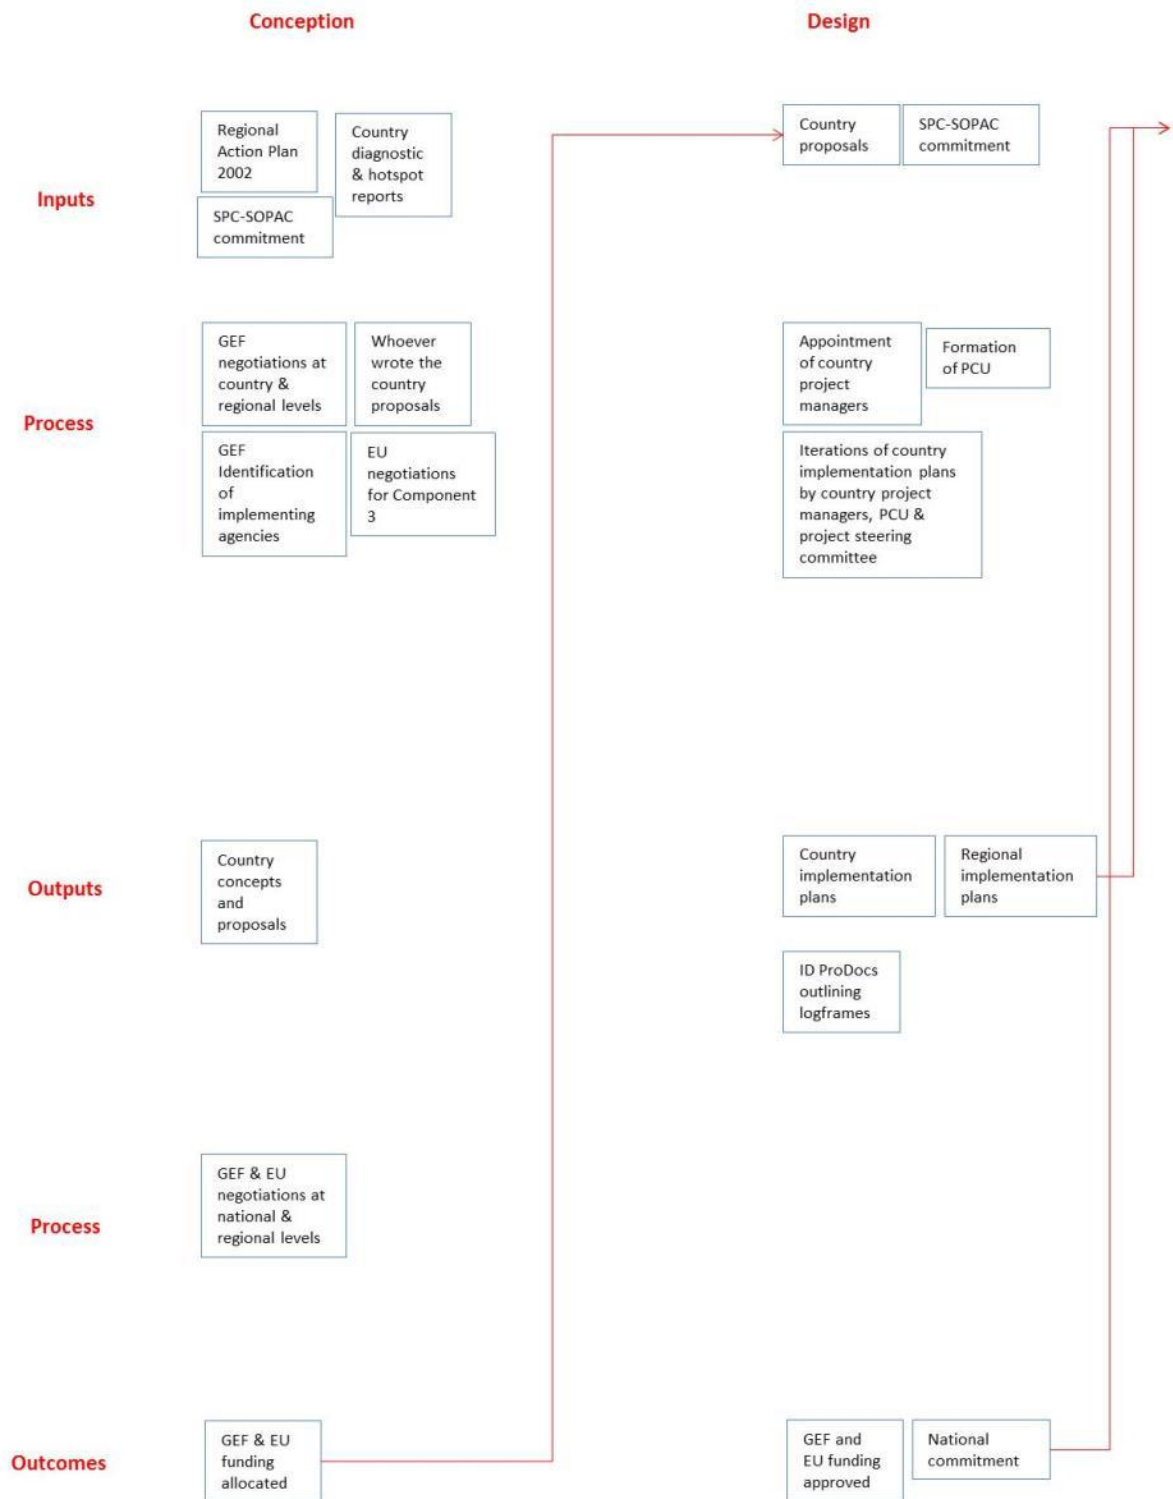 Conception
Design
Inputs
Regional
Action Plan
2002
Country
diagnostic
& hotspot
reports
SPC-SOPAC
commitment
Country
proposals
SPC-SOPAC
commitment
Process
GEF
negotiations at
country &
regional levels
Whoever
wrote the
country
proposals
GEF
Identification
of
implementing
agencies
EU
negotiations
for Component
3
Appointment
of country
project
managers
Formation
of PCU
Iterations of country
implementation plans
by country project
managers, PCU &
project steering
committee
Outputs
Country
concepts
and
proposals
Country
implementation
plans
Regional
implementation
plans
ID ProDocs
outlining
logframes
Process
GEF & EU
negotiations at
national &
regional levels
Outcomes
GEF & EU
funding
allocated
GEF and
EU funding
approved
National
commitment